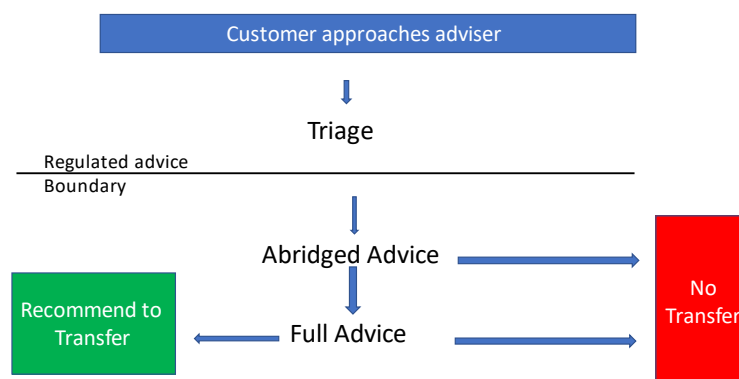 Customer approaches adviser
Triage
Regulated advice
Boundary
Abridged Advice
Recommend to
Transfer
Full Advice
No
Transfer